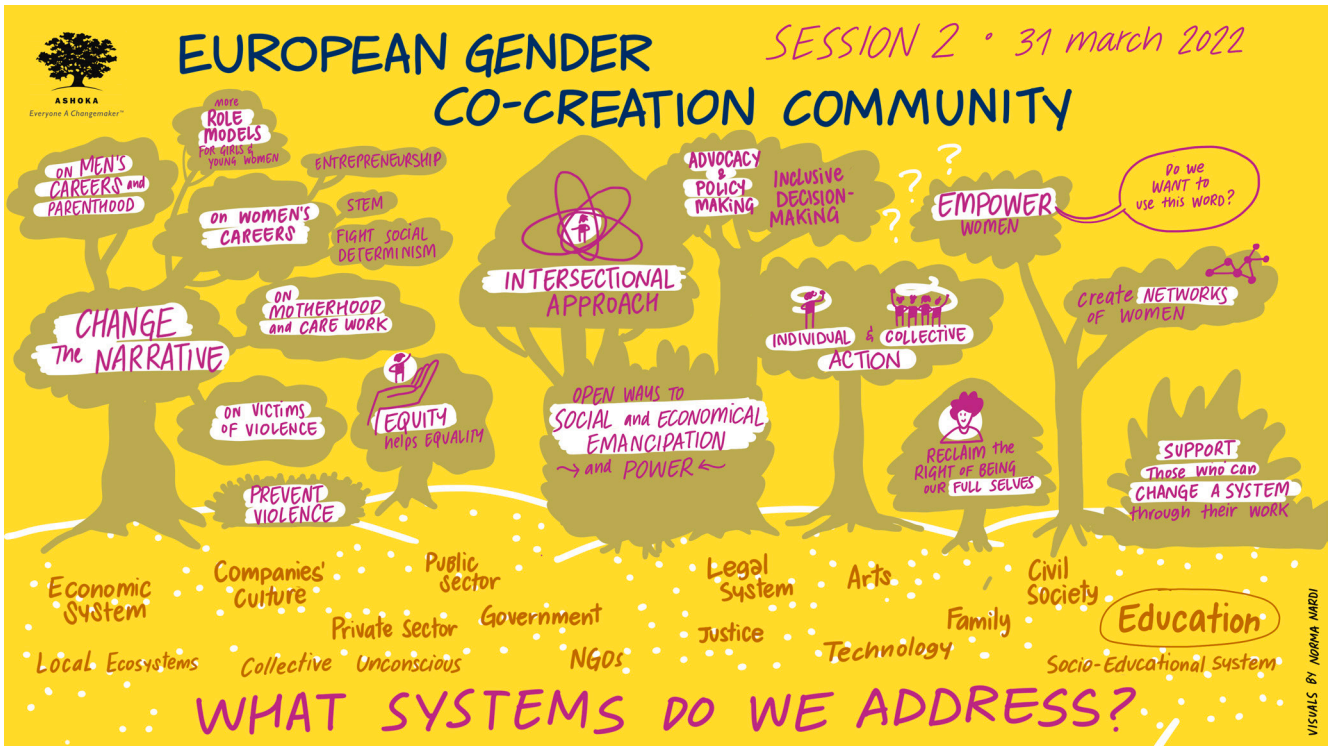 ASHOKA
Everyone A Changemaker™
EUROPEAN GENDER
CO-CREATION COMMUNITY
SESSION 2 • 31 march 2022
on MEN'S
CAREERS and
PARENTHOOD
more
ROLE
MODELS
FOR GIRLS &
YOUNG WOMEN
ENTREPRENEURSHIP
on WOMEN'S
CAREERS
STEM
FIGHT SOCIAL
DETERMINISM
CHANGE
The NARRATIVE
ON
MOTHERHOOD
and CARE WORK
ON VICTIMS
OF VIOLENCE
PREVENT
VIOLENCE
EQUITY
helps EQUALITY
INTERSECTIONAL
APPROACH
ADVOCACY
&
POLICY
MAKING
INCLUSIVE
DECISION-
MAKING
OPEN WAYS TO
SOCIAL and ECONOMICAL
EMANCIPATION
and POWER
INDIVIDUAL & COLLECTIVE
ACTION
? ? ?
EMPOWER
WOMEN
Do we
WANT to
use this WORD?
create NETWORKS
OF WOMEN
RECLAIM the
RIGHT OF BEING
OUR FULL SELVES
SUPPORT
Those who can
CHANGE A SYSTEM
through their WORK
Economic
System
Companies'
Culture
Public
sector
Private Sector
Government
Legal
System
Arts
Civil
Society
Family
Education
Justice
Technology
Local Ecosystems
Collective Unconscious
NGOs
Socio-Educational System
WHAT SYSTEMS DO WE ADDRESS?
VISUALS BY NORMA NARDI